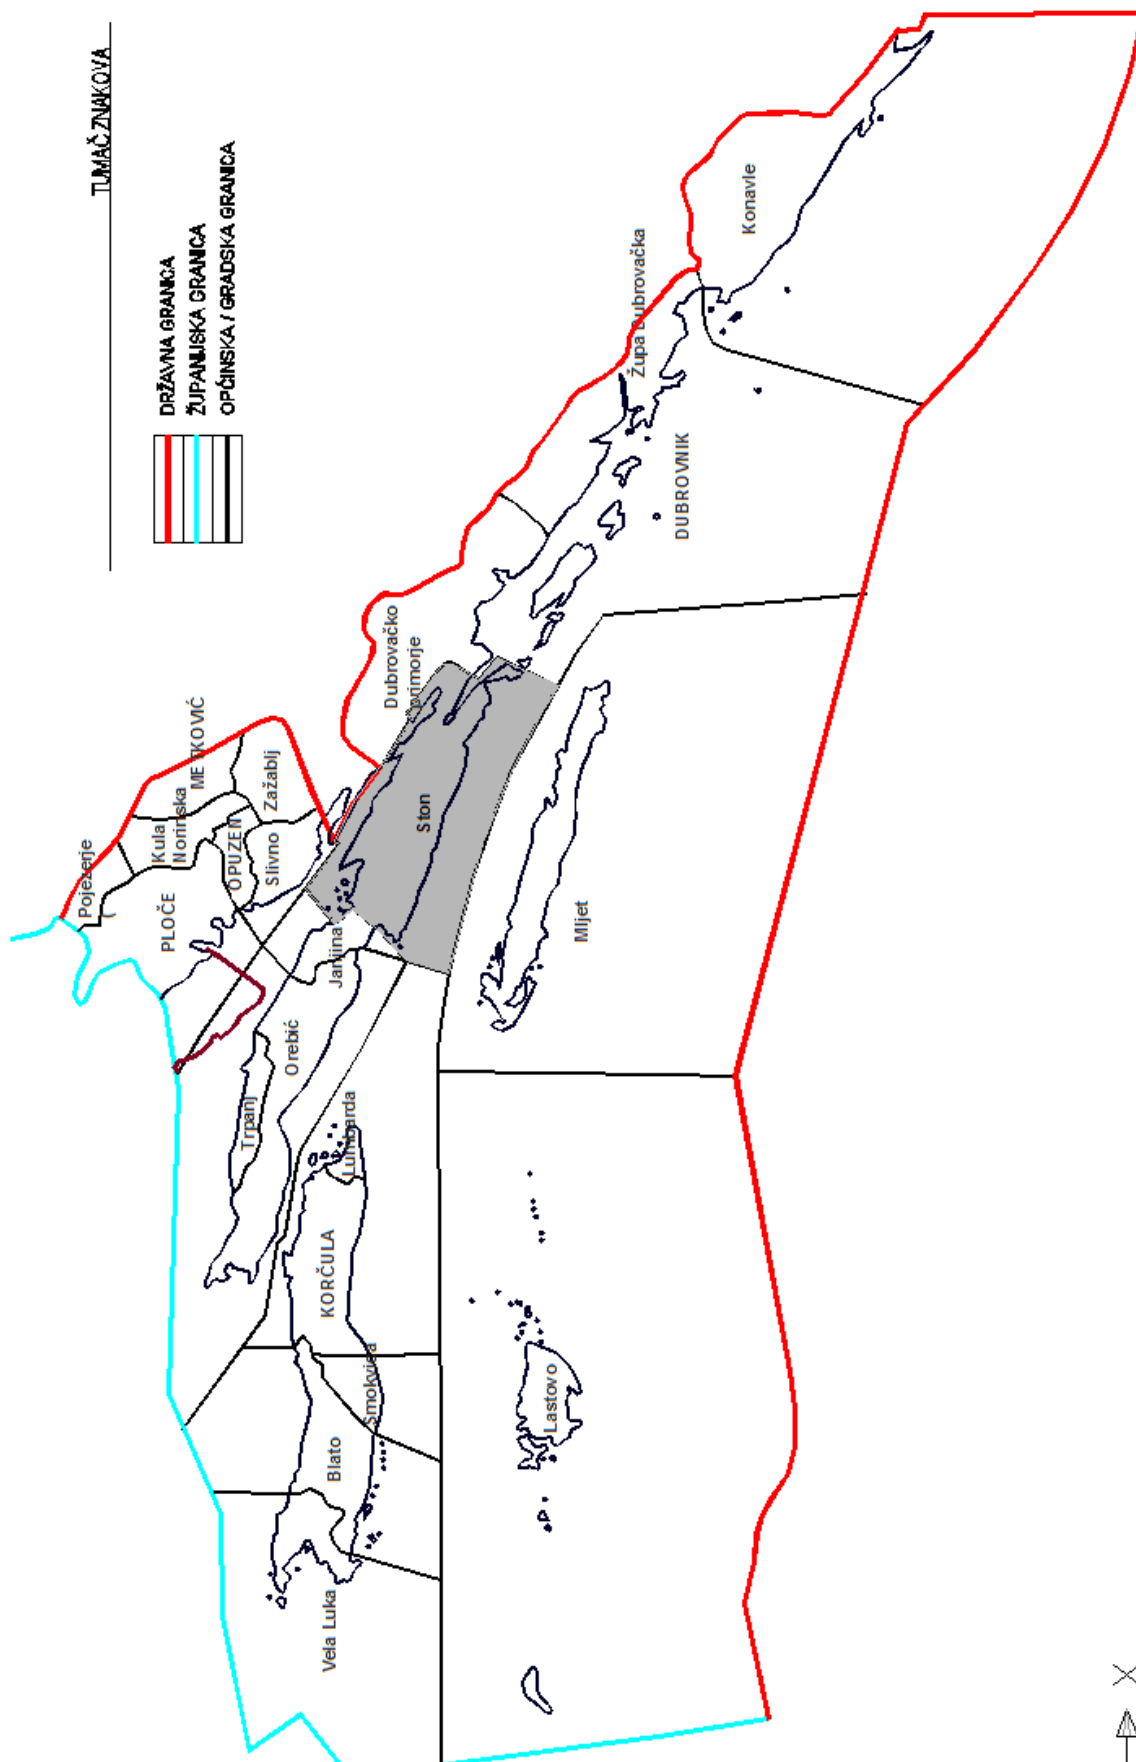 TUMAČ ZNAKOVA
DRŽAVNA GRANICA
ŽUPANIJSKA GRANICA
OPĆINSKA / GRADSKA GRANICA
Pojezerje
Kula
Norinska
METKOVIĆ
PLOČE
OPUZEN
Slivno
Zažablj
Dubrovačko
primorje
Janjina
Ston
Orebić
Trpanj
Lumbarda
KORČULA
Smokvica
Blato
Vela Luka
Lastovo
Mljet
DUBROVNIK
Župa Dubrovačka
Konavle
X